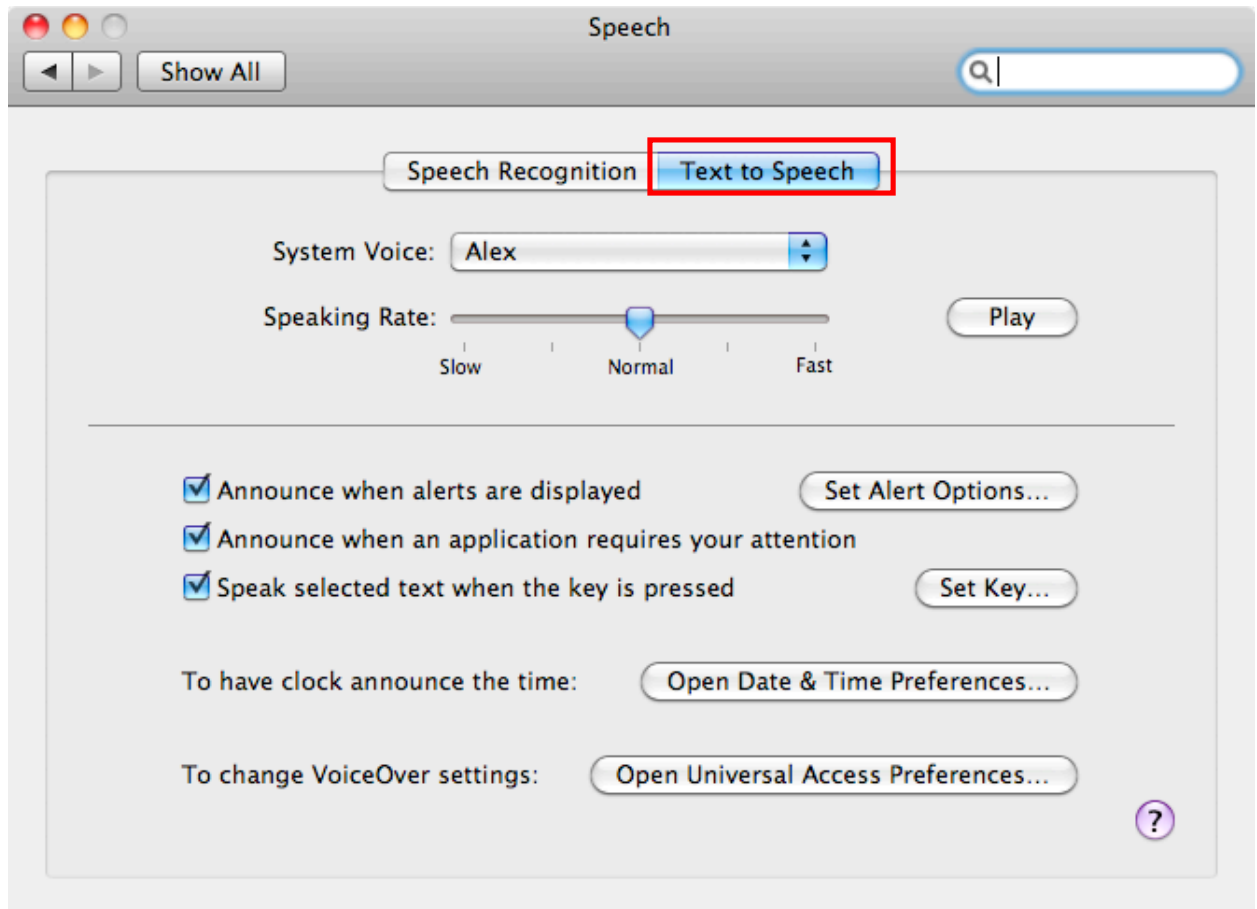 Speech
Show All
Speech Recognition Text to Speech
System Voice: Alex
Speaking Rate: Play
Slow Normal Fast
Announce when alerts are displayed Set Alert Options...
Announce when an application requires your attention
Speak selected text when the key is pressed Set Key...
To have clock announce the time: Open Date & Time Preferences...
To change VoiceOver settings: Open Universal Access Preferences...
?